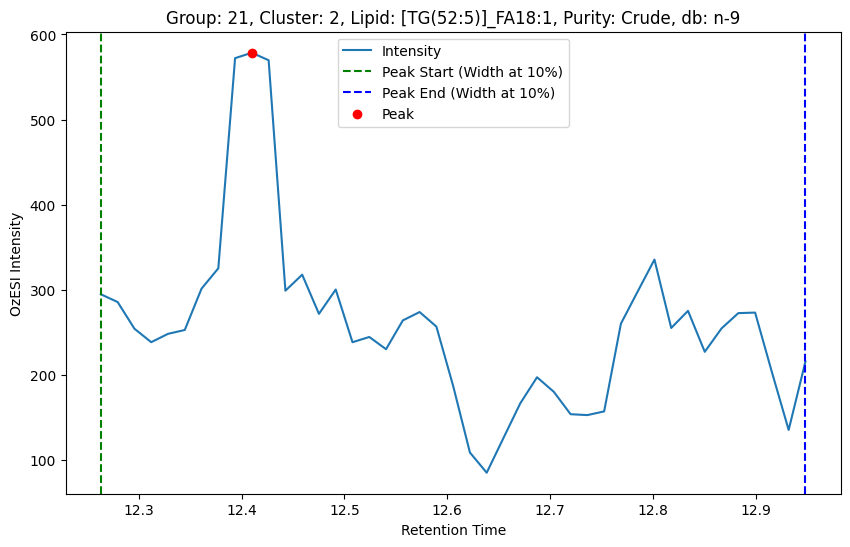 Group: 21, Cluster: 2, Lipid: [TG(52:5)]_FA18:1, Purity: Crude, db: n-9
Intensity
Peak Start (Width at 10%)
Peak End (Width at 10%)
Peak
OzESI Intensity
600
500
400
300
200
100
12.3 12.4 12.5 12.6 12.7 12.8 12.9
Retention Time